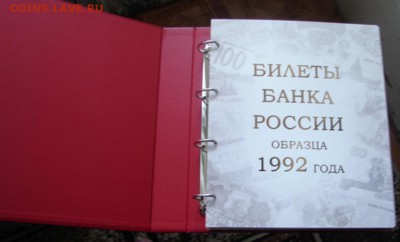 COINS.LAVE.RU
100
БИЛЕТЫ
БАНКА
РОССИИ
ОБРАЗЦА
1992 ГОДА